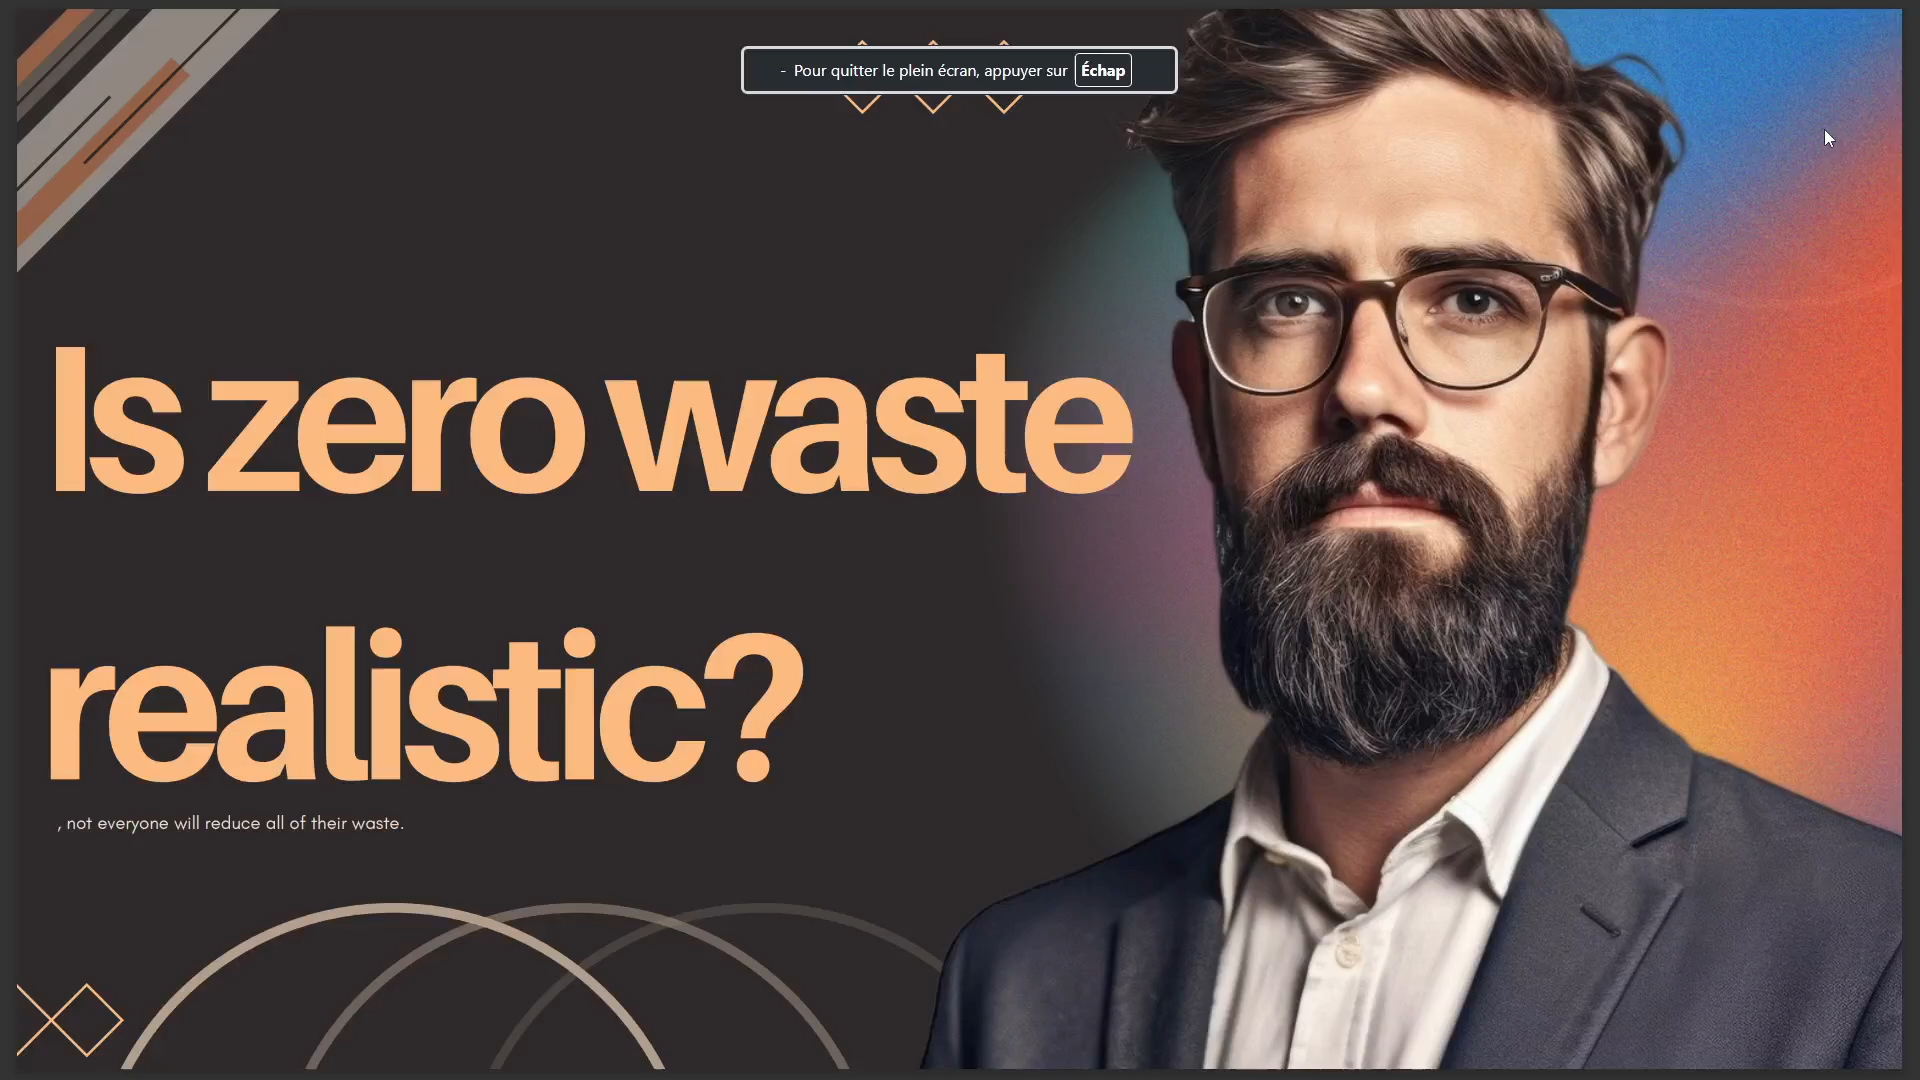 - Pour quitter le plein écran, appuyer sur Échap
Is zero waste
realistic?
, not everyone will reduce all of their waste.